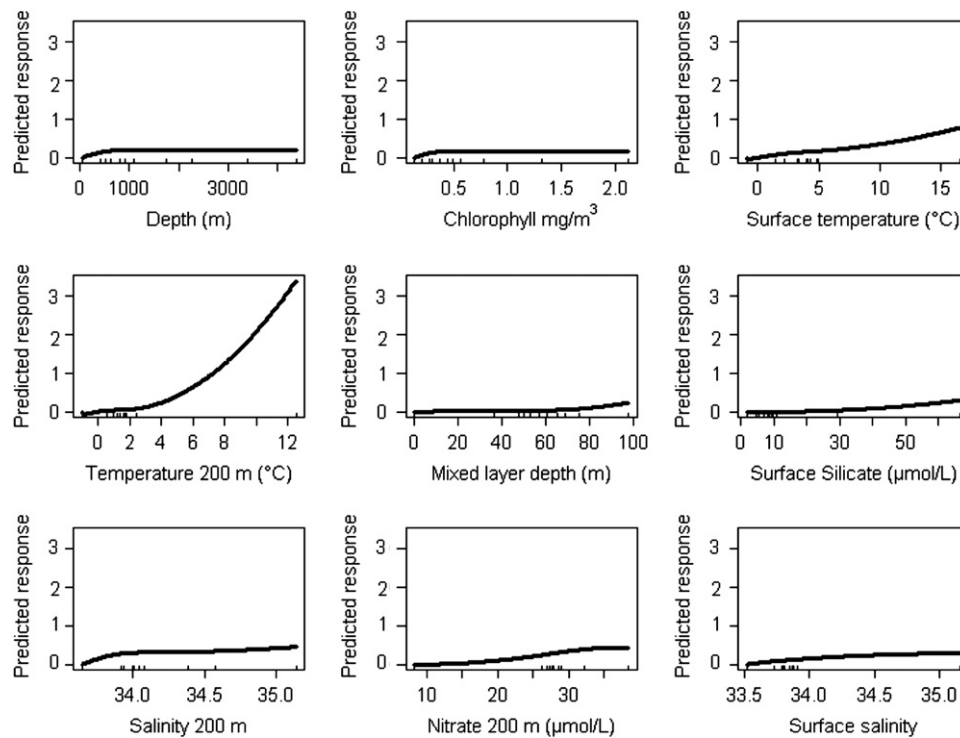 Predicted response
3
2
1
0
0 1000 3000
Depth (m)
Predicted response
3
2
1
0
0.5 1.0 1.5 2.0
Chlorophyll mg/m³
Predicted response
3
2
1
0
0 5 10 15
Surface temperature (°C)
Predicted response
3
2
1
0
0 2 4 6 8 10 12
Temperature 200 m (°C)
Predicted response
3
2
1
0
0 20 40 60 80 100
Mixed layer depth (m)
Predicted response
3
2
1
0
0 10 30 50
Surface Silicate (µmol/L)
Predicted response
3
2
1
0
34.0 34.5 35.0
Salinity 200 m
Predicted response
3
2
1
0
10 20 30
Nitrate 200 m (µmol/L)
Predicted response
3
2
1
0
33.5 34.0 34.5 35.0
Surface salinity